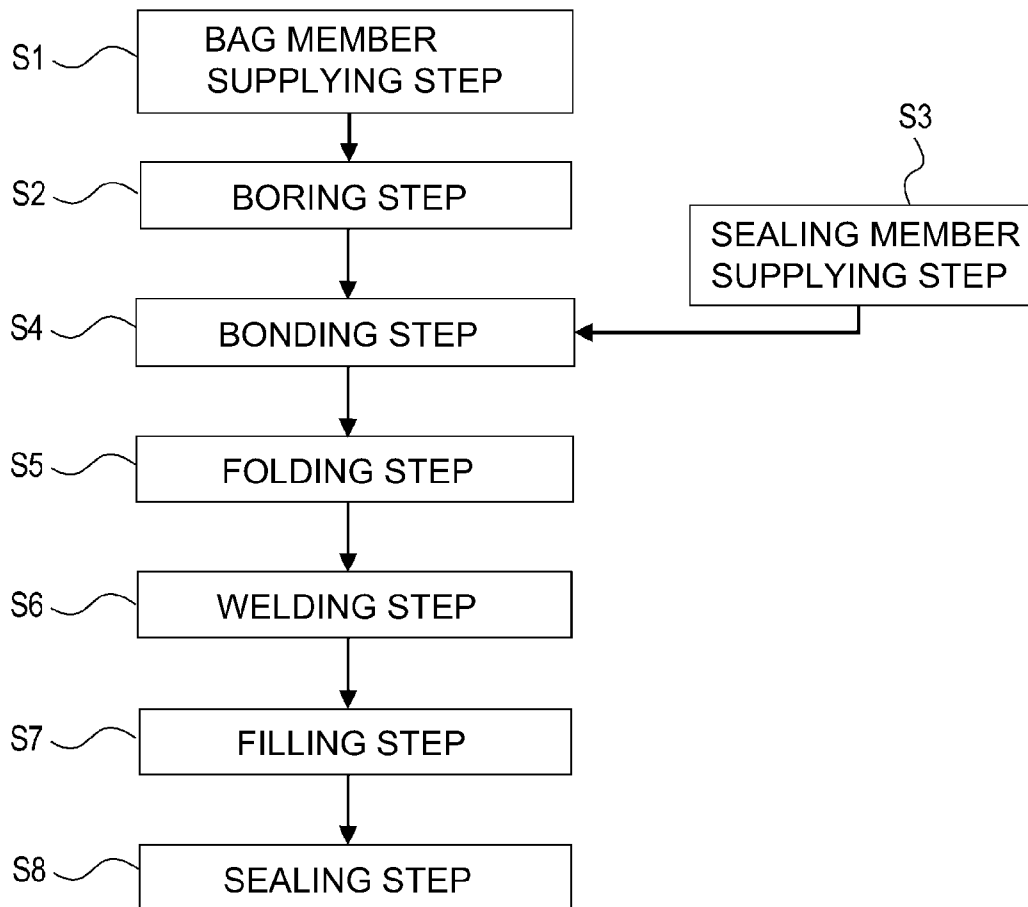 S1
BAG MEMBER
SUPPLYING STEP
S2
BORING STEP
S3
SEALING MEMBER
SUPPLYING STEP
S4
BONDING STEP
S5
FOLDING STEP
S6
WELDING STEP
S7
FILLING STEP
S8
SEALING STEP